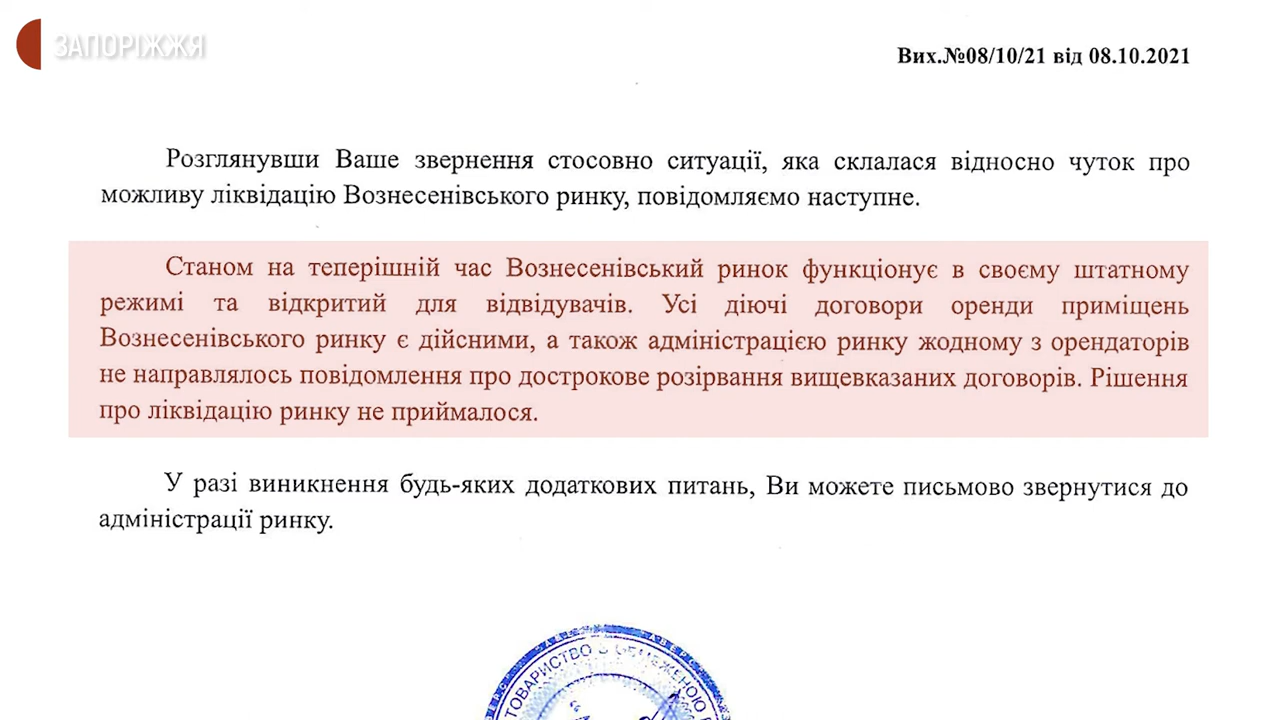 ЗАПОРІЖЖЯ
Вих.№08/10/21 від 08.10.2021
Розглянувши Ваше звернення стосовно ситуації, яка склалася відносно чуток про
можливу ліквідацію Вознесенівського ринку, повідомляємо наступне.
Станом на теперішній час Вознесенівський ринок функціонує в своєму штатному
режимі та відкритий для відвідувачів. Усі діючі договори оренди приміщень
Вознесенівського ринку є дійсними, а також адміністрацією ринку жодному з орендаторів
не направлялось повідомлення про дострокове розірвання вищевказаних договорів. Рішення
про ліквідацію ринку не приймалося.
У разі виникнення будь-яких додаткових питань, Ви можете письмово звернутися до
адміністрації ринку.
ТОВАРИСТВО З ОБМЕЖЕНОЮ